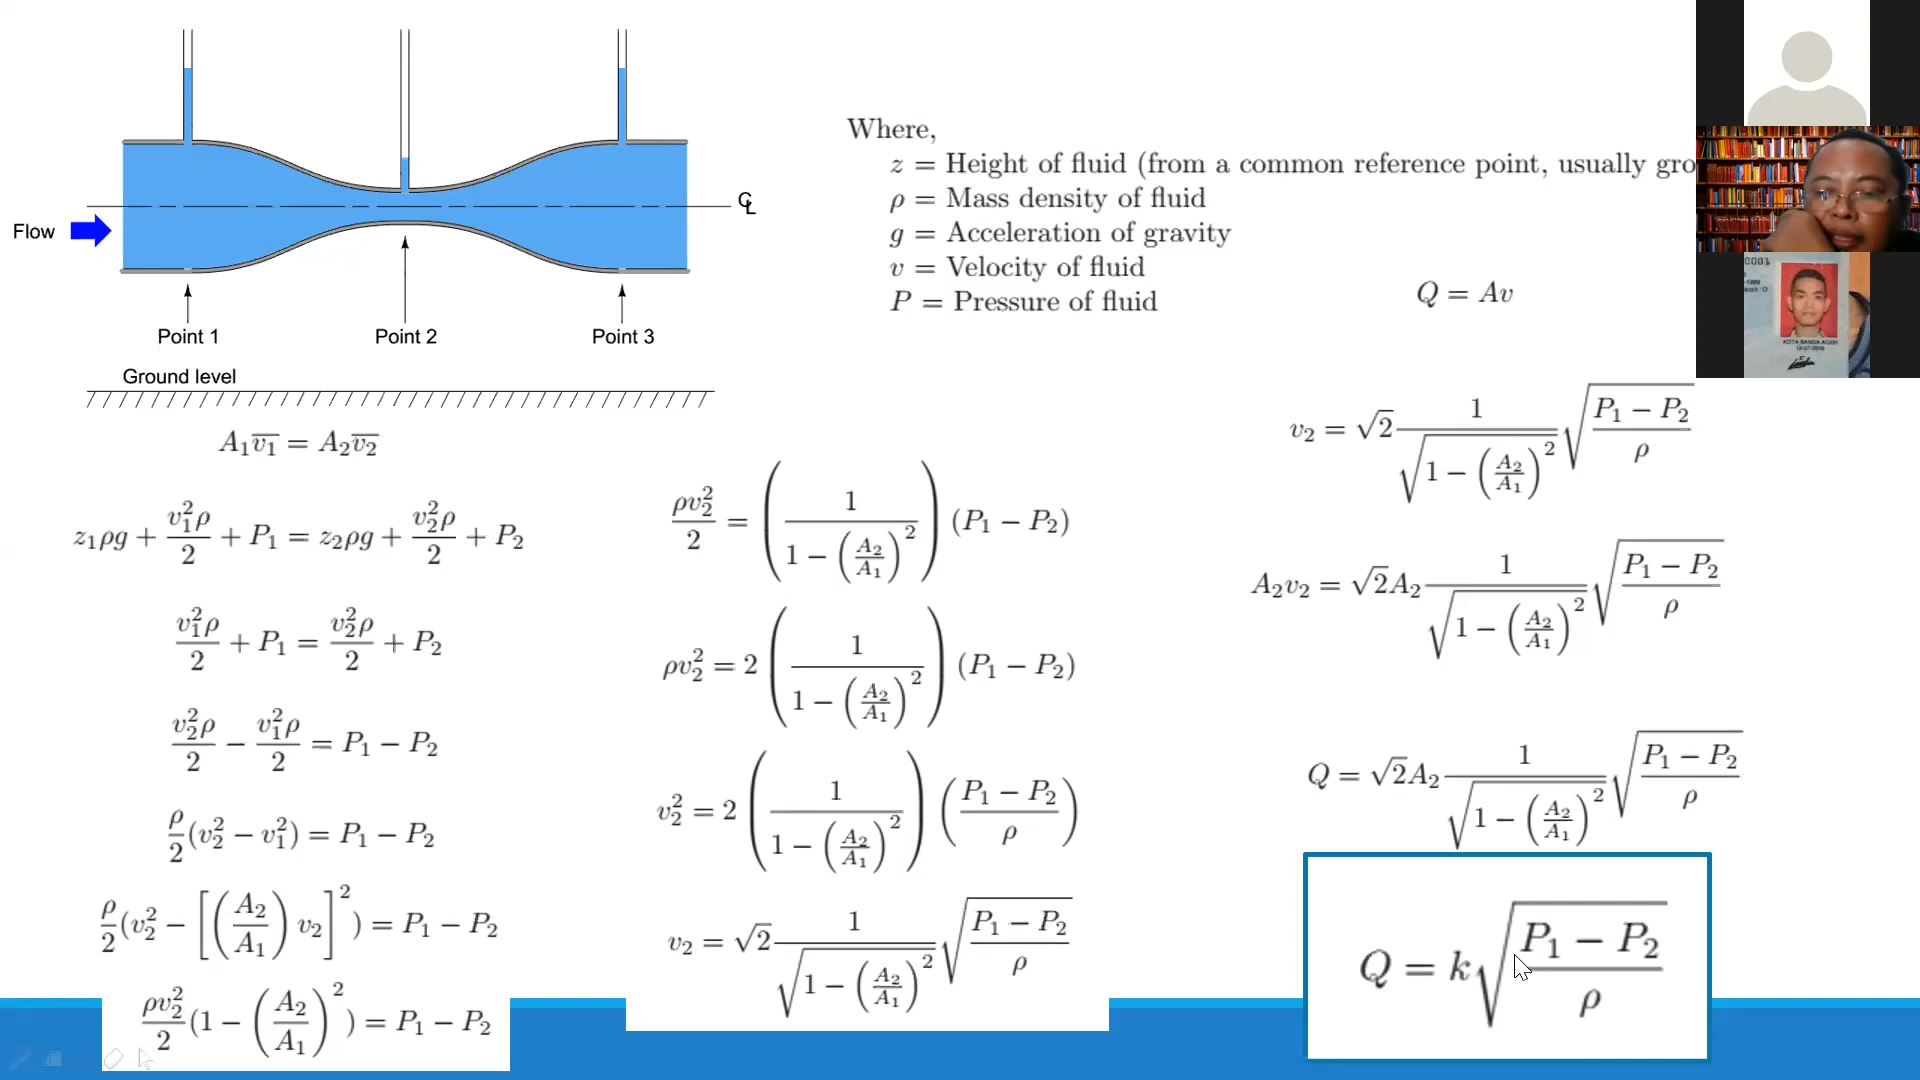 Flow
Point 1
Point 2
Point 3
Ground level
℄
Where,
z = Height of fluid (from a common reference point, usually gro
ρ = Mass density of fluid
g = Acceleration of gravity
v = Velocity of fluid
P = Pressure of fluid
Q = Av
A₁v̅₁ = A₂v̅₂
z₁ρg + v₁²ρ/2 + P₁ = z₂ρg + v₂²ρ/2 + P₂
v₁²ρ/2 + P₁ = v₂²ρ/2 + P₂
v₂²ρ/2 − v₁²ρ/2 = P₁ − P₂
ρ/2(v₂² − v₁²) = P₁ − P₂
ρ/2(v₂² − [(A₂/A₁) v₂]²) = P₁ − P₂
ρv₂²/2(1 − (A₂/A₁)²) = P₁ − P₂
ρv₂²/2 = (1/(1 − (A₂/A₁)²)) (P₁ − P₂)
ρv₂² = 2 (1/(1 − (A₂/A₁)²)) (P₁ − P₂)
v₂² = 2 (1/(1 − (A₂/A₁)²)) ((P₁ − P₂)/ρ)
v₂ = √2 1/√(1 − (A₂/A₁)²) √((P₁ − P₂)/ρ)
v₂ = √2 1/√(1 − (A₂/A₁)²) √((P₁ − P₂)/ρ)
A₂v₂ = √2A₂ 1/√(1 − (A₂/A₁)²) √((P₁ − P₂)/ρ)
Q = √2A₂ 1/√(1 − (A₂/A₁)²) √((P₁ − P₂)/ρ)
Q = k√((P₁ − P₂)/ρ)
0001
KOTA BANDA ACEH